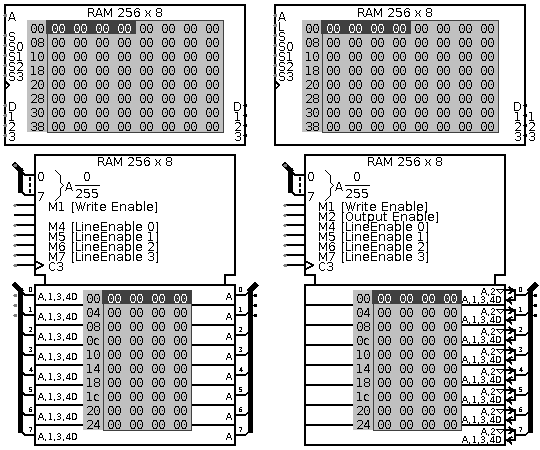 RAM 256 x 8
A
S
S0
S1
S2
S3
00 00 00 00 00 00 00 00 00
08 00 00 00 00 00 00 00 00
10 00 00 00 00 00 00 00 00
18 00 00 00 00 00 00 00 00
20 00 00 00 00 00 00 00 00
28 00 00 00 00 00 00 00 00
30 00 00 00 00 00 00 00 00
38 00 00 00 00 00 00 00 00
D
1
2
3
RAM 256 x 8
A
L
S
S0
S1
S2
S3
00 00 00 00 00 00 00 00 00
08 00 00 00 00 00 00 00 00
10 00 00 00 00 00 00 00 00
18 00 00 00 00 00 00 00 00
20 00 00 00 00 00 00 00 00
28 00 00 00 00 00 00 00 00
30 00 00 00 00 00 00 00 00
38 00 00 00 00 00 00 00 00
D
1 1
2 2
3 3
RAM 256 x 8
0
7
A 0
255
M1 [Write Enable]
M4 [LineEnable 0]
M5 [LineEnable 1]
M6 [LineEnable 2]
M7 [LineEnable 3]
C3
0 A,1,3,4D 00 00 00 00 00 A 0
1 A,1,3,4D 04 00 00 00 00 A 1
08 00 00 00 00
2 A,1,3,4D 0c 00 00 00 00 A 2
3 A,1,3,4D 10 00 00 00 00 A 3
14 00 00 00 00
4 A,1,3,4D 18 00 00 00 00 A 4
5 A,1,3,4D 1c 00 00 00 00 A 5
6 A,1,3,4D 20 00 00 00 00 A 6
7 A,1,3,4D 24 00 00 00 00 A 7
RAM 256 x 8
0
7
A 0
255
M1 [Write Enable]
M2 [Output Enable]
M4 [LineEnable 0]
M5 [LineEnable 1]
M6 [LineEnable 2]
M7 [LineEnable 3]
C3
00 00 00 00 00 A,2 0
A,1,3,4D
04 00 00 00 00 A,2 1
08 00 00 00 00 A,1,3,4D
A,2 2
0c 00 00 00 00 A,1,3,4D
10 00 00 00 00 A,2 3
A,1,3,4D
14 00 00 00 00 A,2 4
18 00 00 00 00 A,1,3,4D
1c 00 00 00 00 A,2 5
A,1,3,4D
20 00 00 00 00 A,2 6
A,1,3,4D
24 00 00 00 00 A,2 7
A,1,3,4D